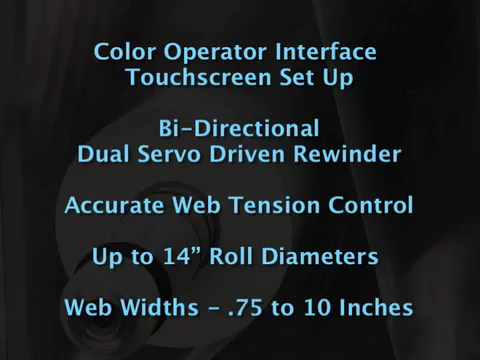 Color Operator Interface
Touchscreen Set Up
Bi-Directional
Dual Servo Driven Rewinder
Accurate Web Tension Control
Up to 14” Roll Diameters
Web Widths - .75 to 10 Inches